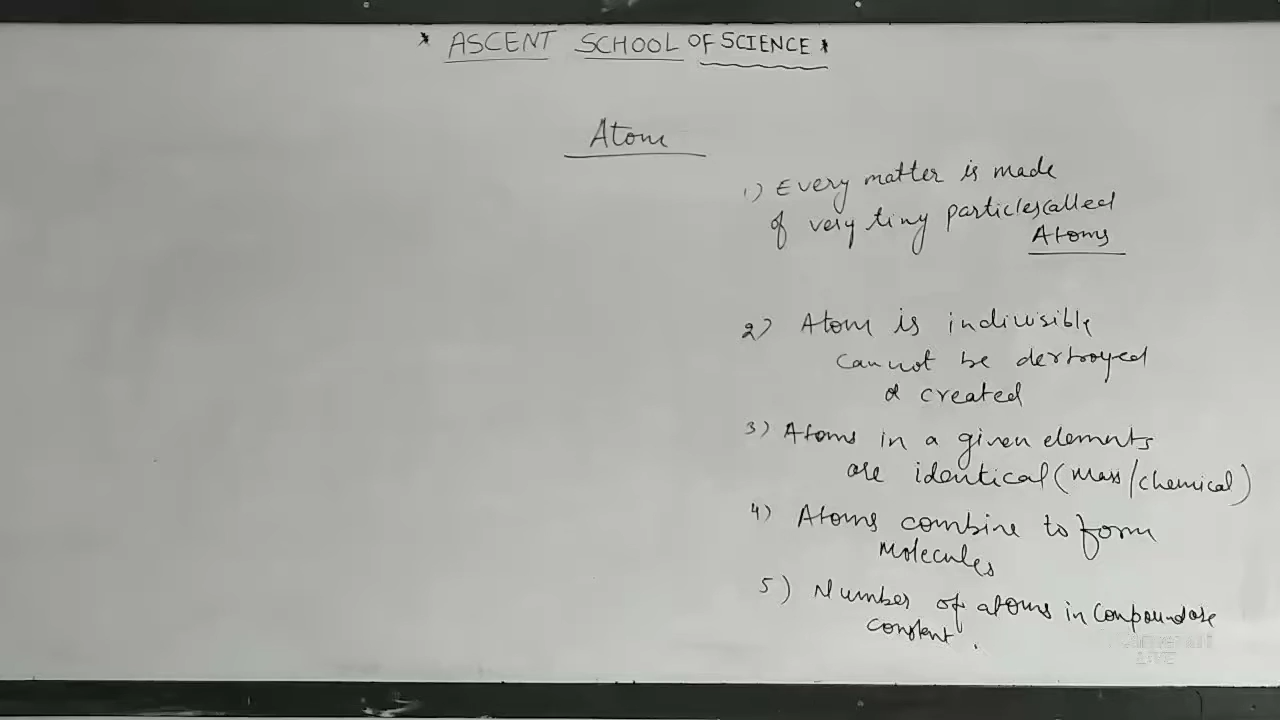 * ASCENT SCHOOL OF SCIENCE *
Atom
1) Every matter is made
of very tiny particles called
Atoms
2) Atom is indivisible
cannot be destroyed
& created
3) Atoms in a given elements
are identical (mass/chemical)
4) Atoms combine to form
Molecules
5) Number of atoms in compound are
constant.
LIVE